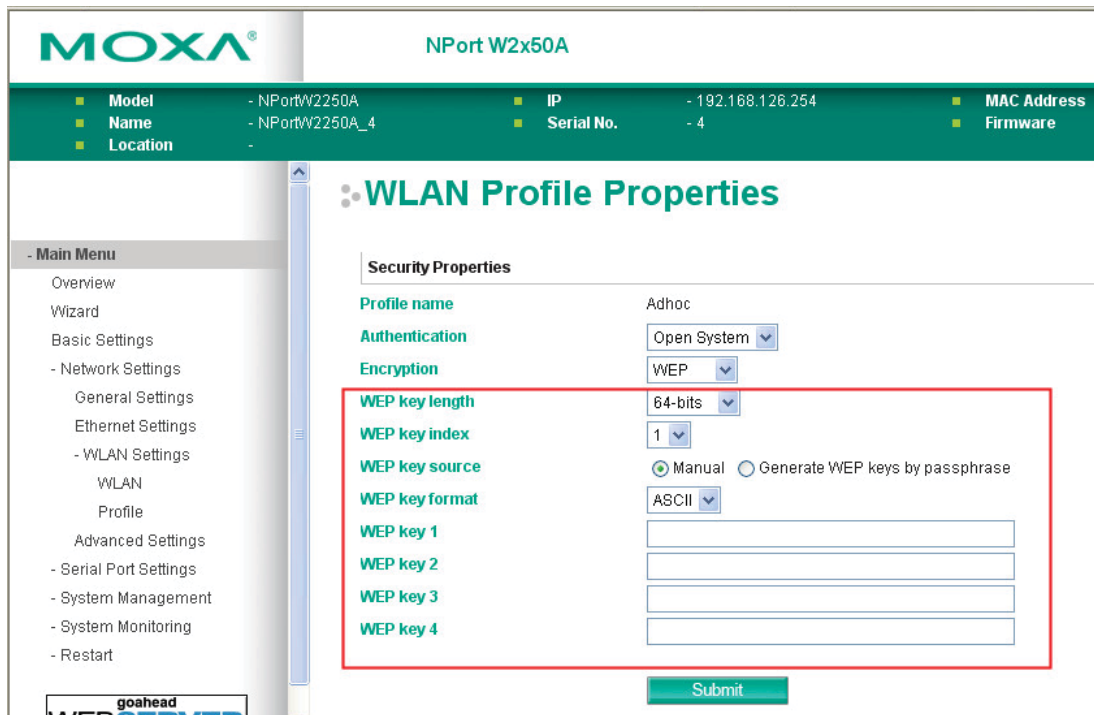 MOXA®
NPort W2x50A
Model - NPortW2250A IP - 192.168.126.254 MAC Address
Name - NPortW2250A_4 Serial No. - 4 Firmware
Location -
WLAN Profile Properties
- Main Menu
Overview
Wizard
Basic Settings
- Network Settings
General Settings
Ethernet Settings
- WLAN Settings
WLAN
Profile
Advanced Settings
- Serial Port Settings
- System Management
- System Monitoring
- Restart
goahead
WEBSERVER
Security Properties
Profile name Adhoc
Authentication Open System
Encryption WEP
WEP key length 64-bits
WEP key index 1
WEP key source Manual Generate WEP keys by passphrase
WEP key format ASCII
WEP key 1
WEP key 2
WEP key 3
WEP key 4
Submit